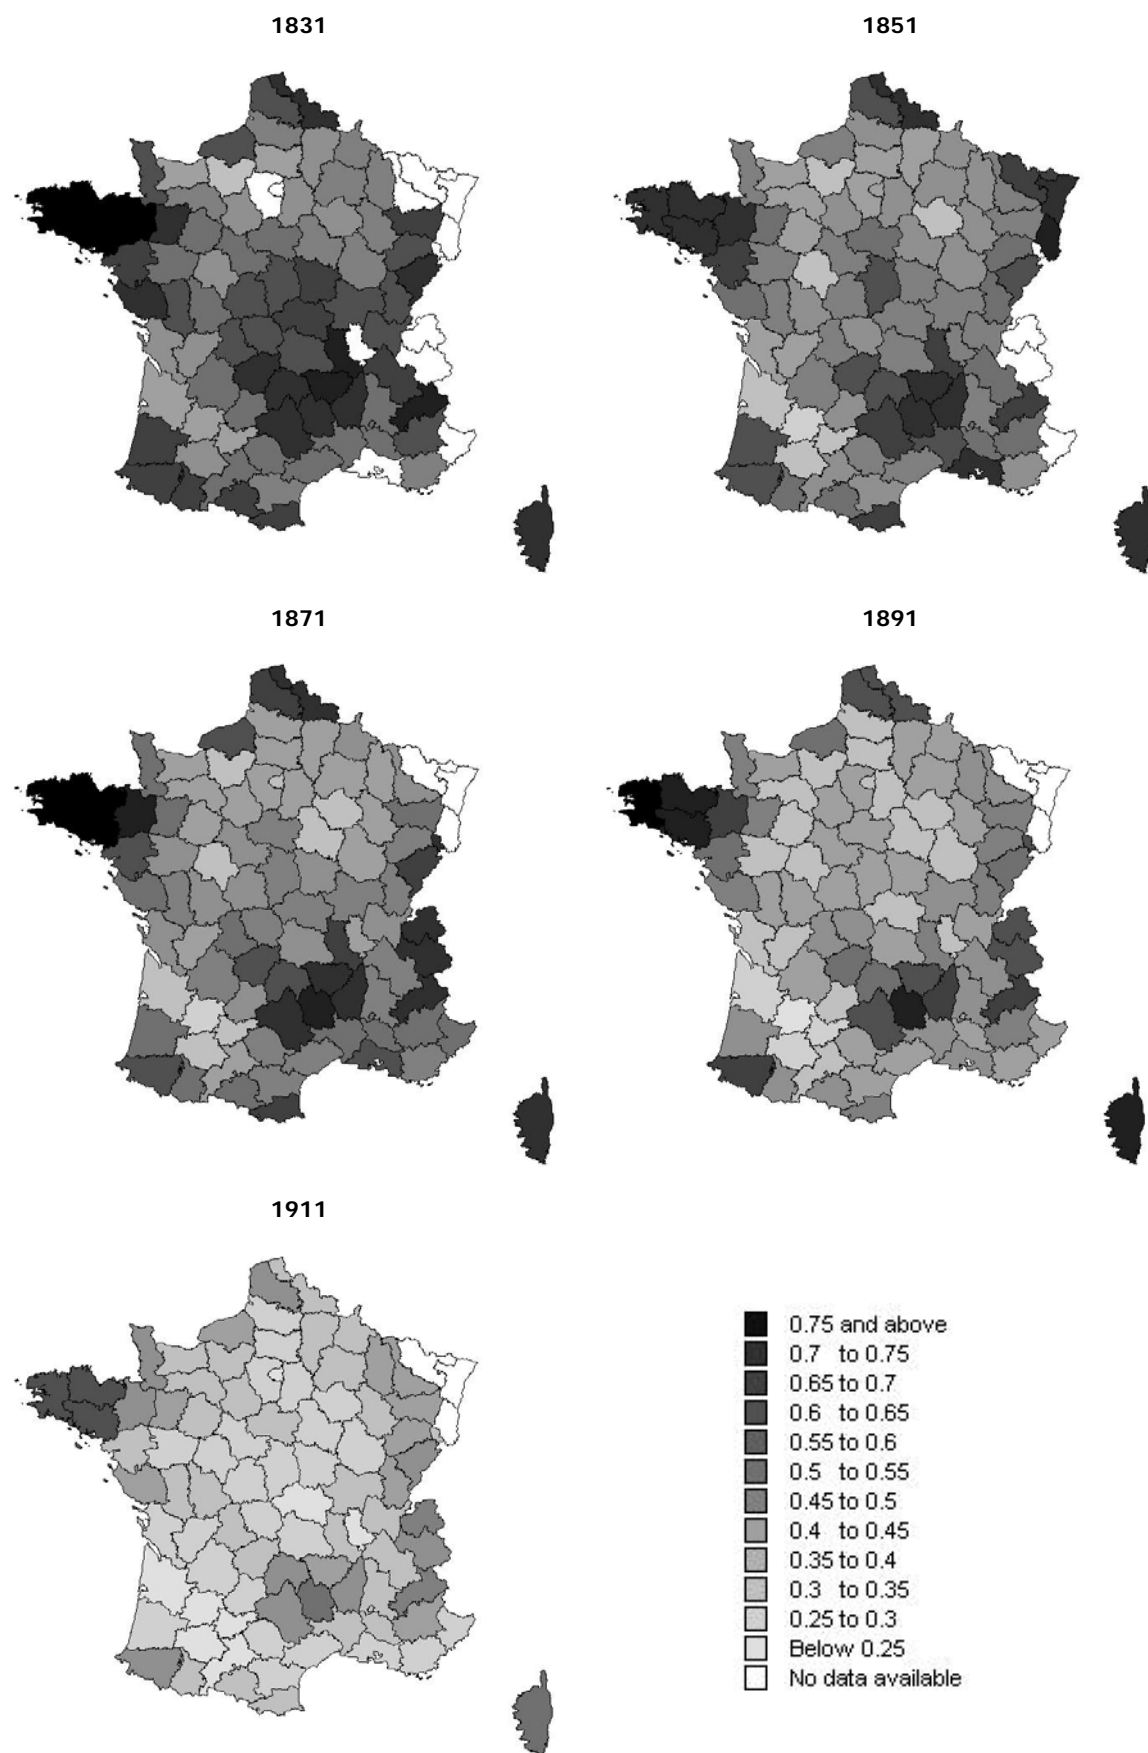 1831
1851
1871
1891
1911
0.75 and above
0.7 to 0.75
0.65 to 0.7
0.6 to 0.65
0.55 to 0.6
0.5 to 0.55
0.45 to 0.5
0.4 to 0.45
0.35 to 0.4
0.3 to 0.35
0.25 to 0.3
Below 0.25
No data available